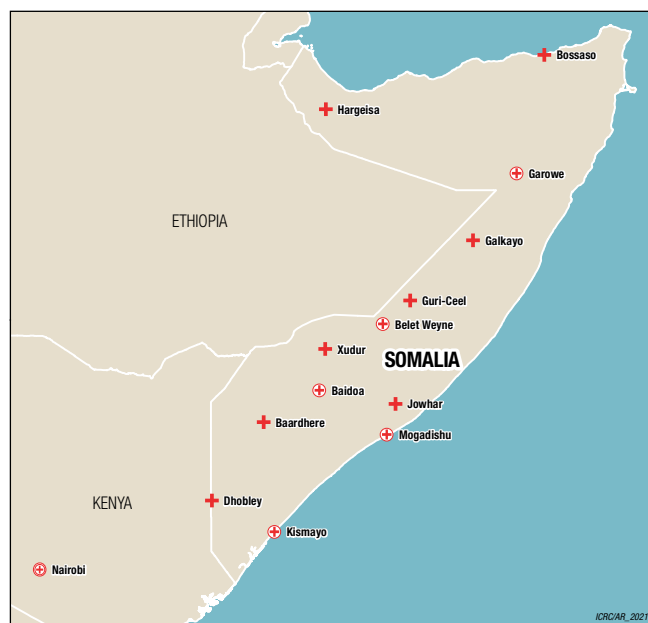 Bossaso
Hargeisa
Garowe
ETHIOPIA
Galkayo
Guri-Ceel
Belet Weyne
Xudur
SOMALIA
Baidoa
Jowhar
Baardhere
Mogadishu
KENYA
Dhobley
Kismayo
Nairobi
ICRC/AR_2021